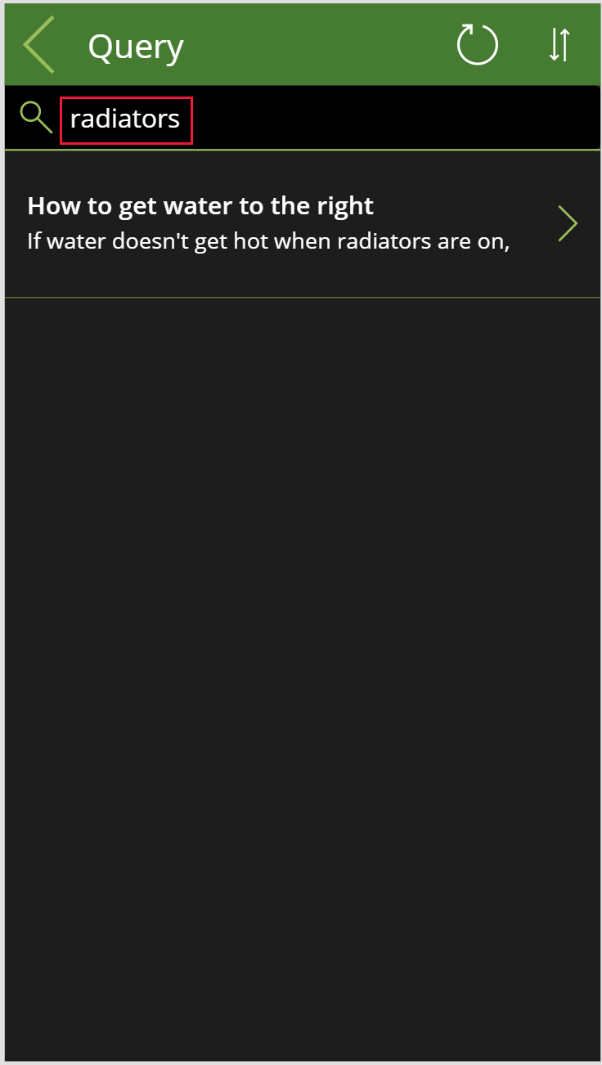 Query
radiators
How to get water to the right
If water doesn't get hot when radiators are on,